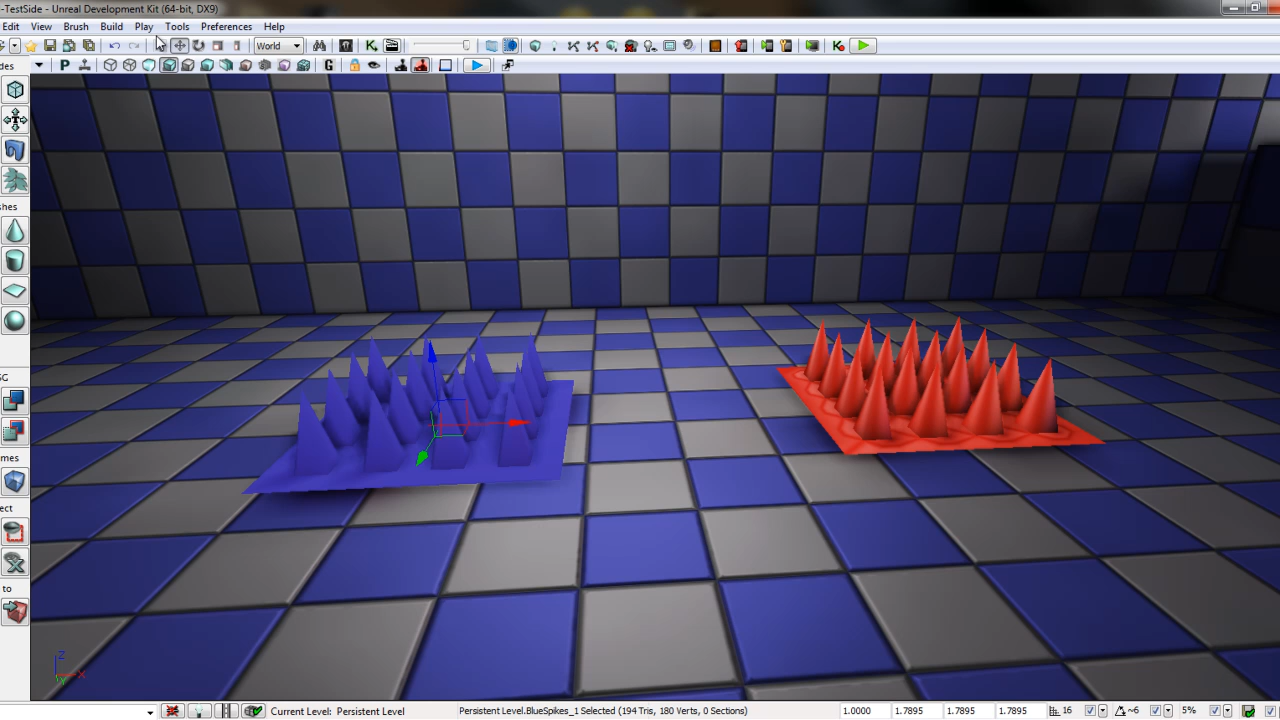 -TestSide - Unreal Development Kit (64-bit, DX9)
Edit View Brush Build Play Tools Preferences Help
World
P G
des
shes
SG
mes
ect
to
Z
X
Y
Current Level: Persistent Level Persistent Level.BlueSpikes_1 Selected (194 Tris, 180 Verts, 0 Sections) 1.0000 1.7895 1.7895 1.7895 16 ~6 5%